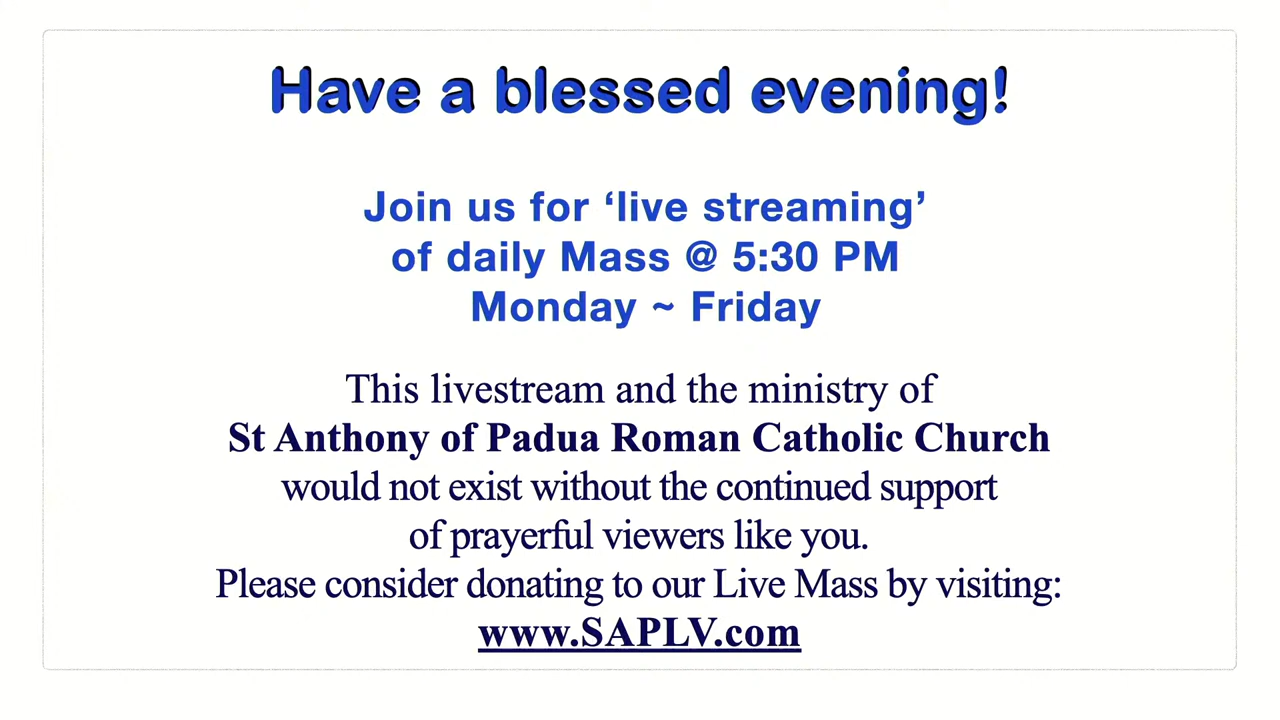 Have a blessed evening!
Join us for ‘live streaming’
of daily Mass @ 5:30 PM
Monday ~ Friday
This livestream and the ministry of
St Anthony of Padua Roman Catholic Church
would not exist without the continued support
of prayerful viewers like you.
Please consider donating to our Live Mass by visiting:
www.SAPLV.com